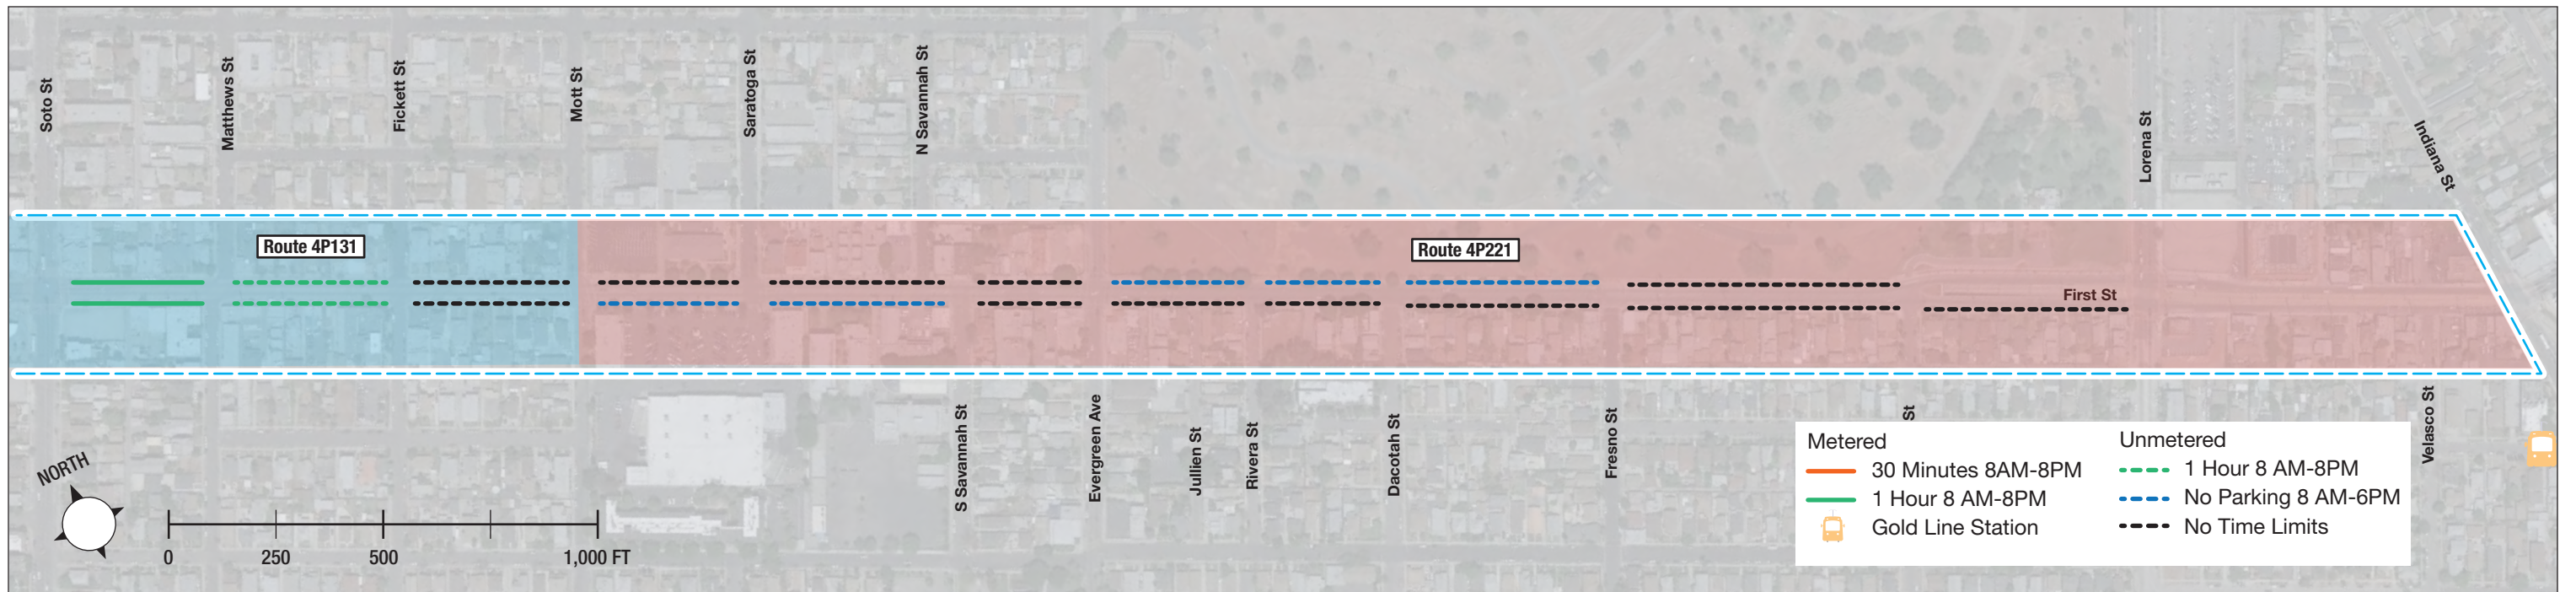 Soto St
Matthews St
Fickett St
Mott St
Saratoga St
N Savannah St
Lorena St
Indiana St
Route 4P131
Route 4P221
First St
S Savannah St
Evergreen Ave
Jullien St
Rivera St
Dacotah St
Fresno St
St
Velasco St
NORTH
0
250
500
1,000 FT
Metered
30 Minutes 8AM-8PM
1 Hour 8 AM-8PM
Gold Line Station
Unmetered
1 Hour 8 AM-8PM
No Parking 8 AM-6PM
No Time Limits